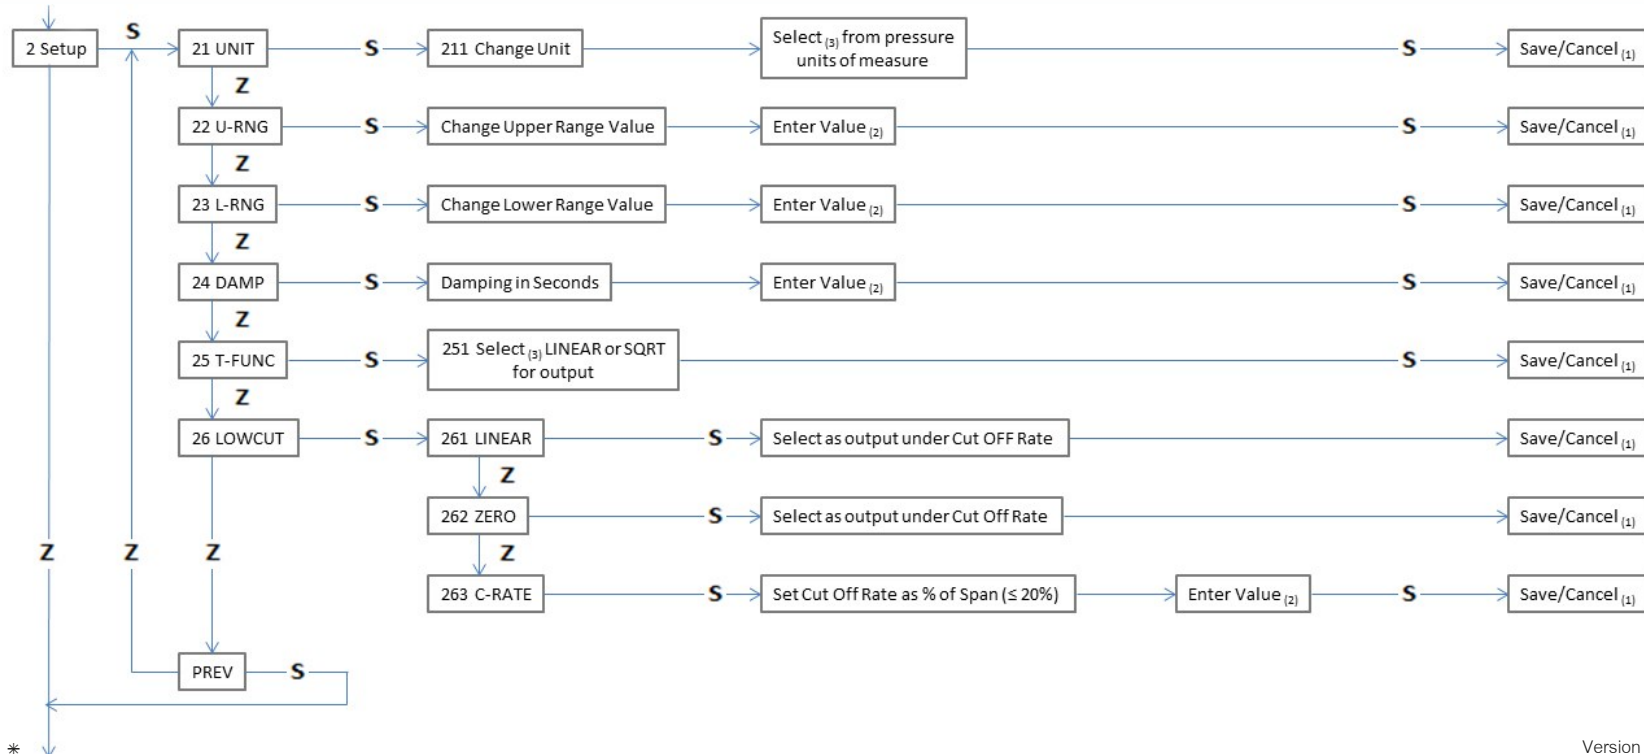 2 Setup
S
21 UNIT
S
211 Change Unit
Select (3) from pressure
units of measure
S
Save/Cancel (1)
Z
22 U-RNG
S
Change Upper Range Value
Enter Value (2)
S
Save/Cancel (1)
Z
23 L-RNG
S
Change Lower Range Value
Enter Value (2)
S
Save/Cancel (1)
Z
24 DAMP
S
Damping in Seconds
Enter Value (2)
S
Save/Cancel (1)
Z
25 T-FUNC
S
251 Select (3) LINEAR or SQRT
for output
S
Save/Cancel (1)
Z
26 LOWCUT
S
261 LINEAR
S
Select as output under Cut OFF Rate
Save/Cancel (1)
Z
262 ZERO
S
Select as output under Cut Off Rate
Save/Cancel (1)
Z
Z
Z
Z
263 C-RATE
S
Set Cut Off Rate as % of Span (≤ 20%)
Enter Value (2)
S
Save/Cancel (1)
PREV
S
*
Version